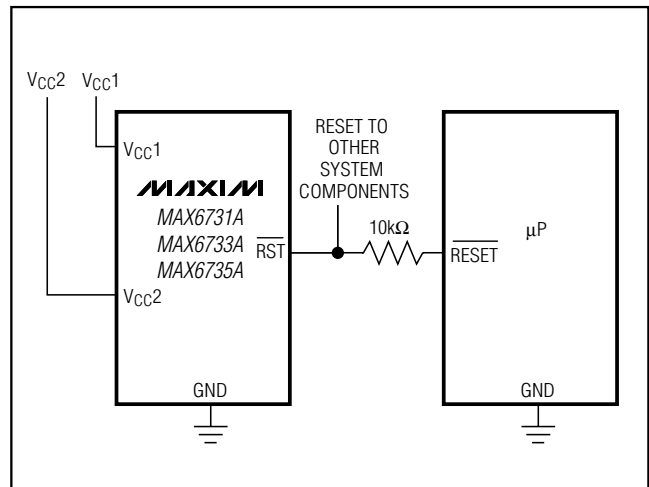 VCC2 VCC1
VCC1
MAXIM
MAX6731A
MAX6733A
MAX6735A
RST
VCC2
GND
RESET TO
OTHER
SYSTEM
COMPONENTS
10kΩ
RESET
μP
GND